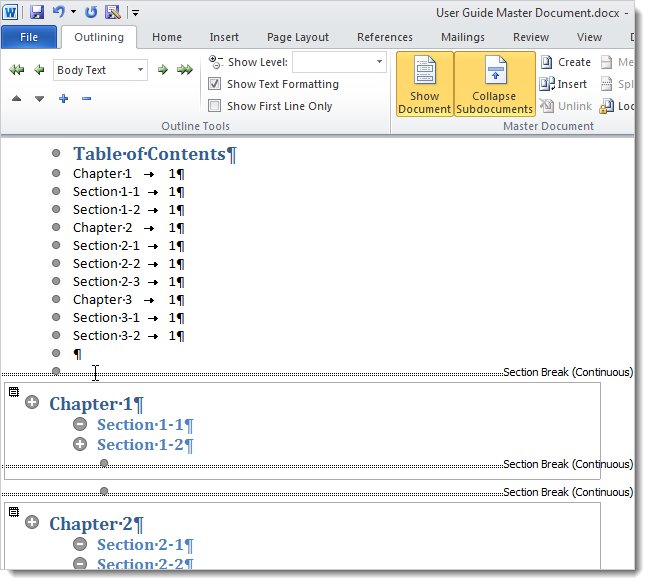 User Guide Master Document.docx -
File Outlining Home Insert Page Layout References Mailings Review View
Body Text Show Level: Create
Show Text Formatting Show Document Collapse Subdocuments Insert
Show First Line Only Unlink
Outline Tools Master Document
Table·of·Contents¶
Chapter·1 → 1¶
Section·1-1 → 1¶
Section·1-2 → 1¶
Chapter·2 → 1¶
Section·2-1 → 1¶
Section·2-2 → 1¶
Section·2-3 → 1¶
Chapter·3 → 1¶
Section·3-1 → 1¶
Section·3-2 → 1¶
¶
Section Break (Continuous)
Chapter·1¶
Section·1-1¶
Section·1-2¶
Section Break (Continuous)
Section Break (Continuous)
Chapter·2¶
Section·2-1¶
Section·2-2¶